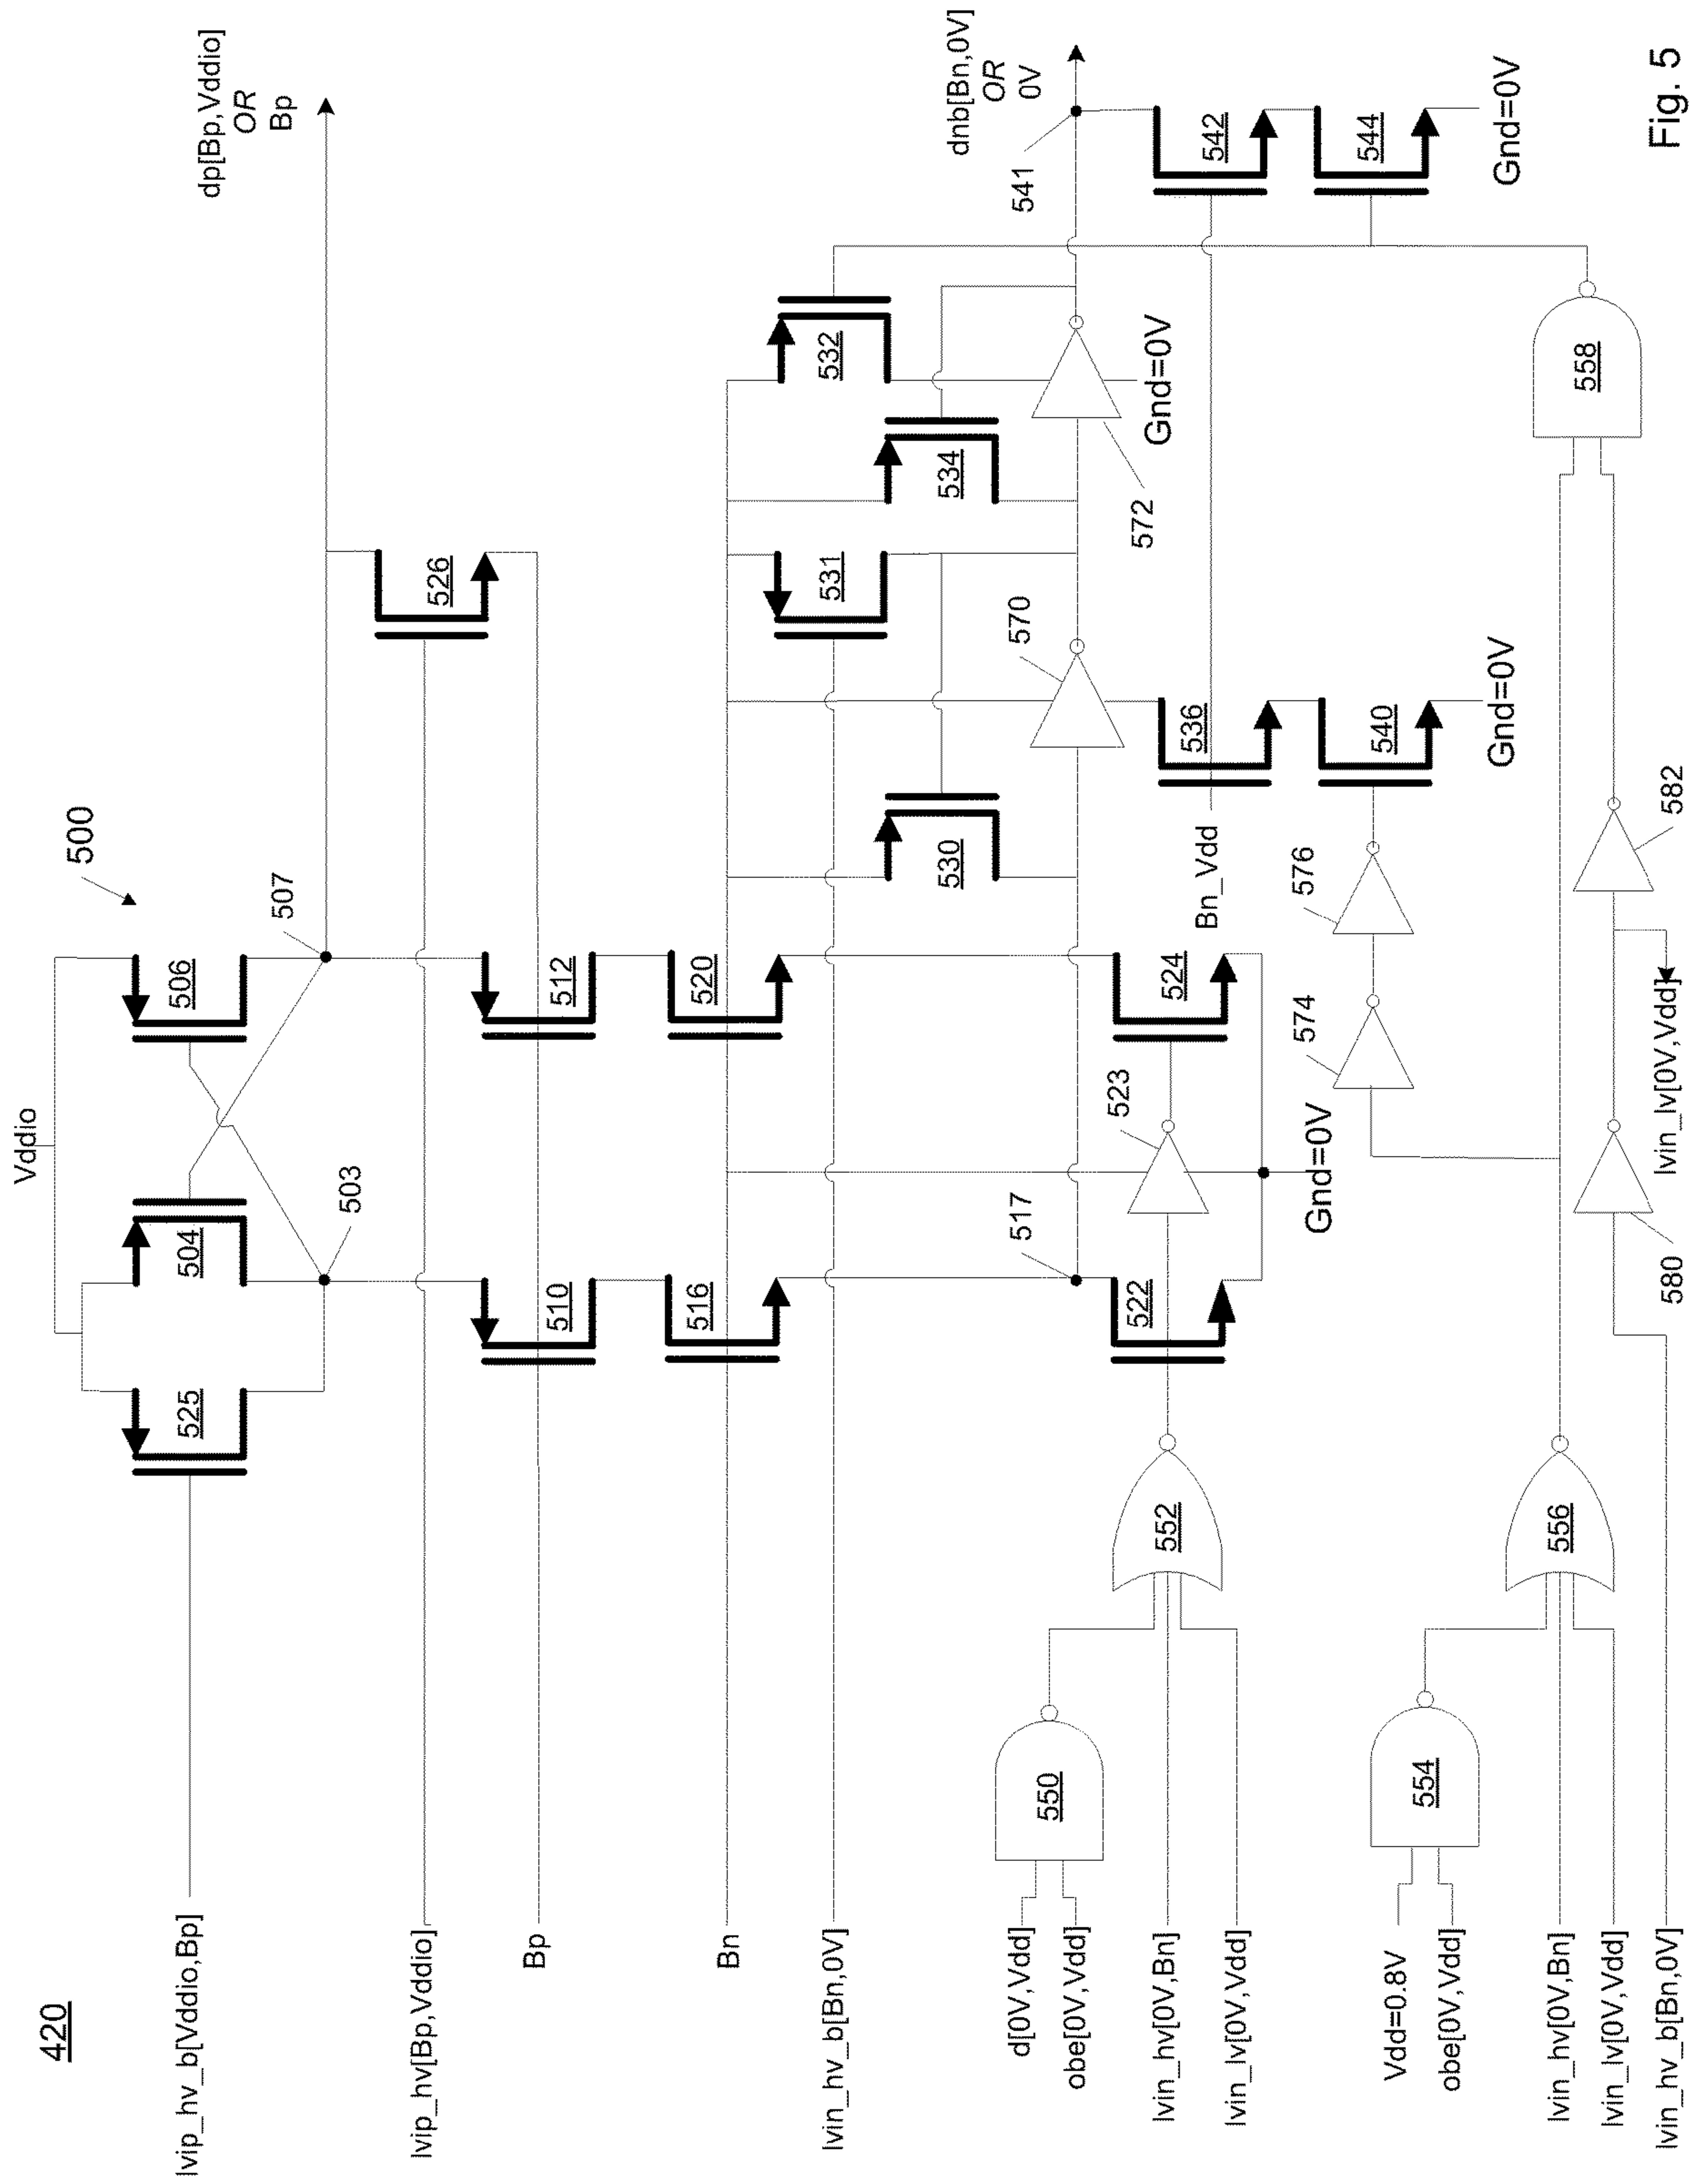 420
500
Vddio
525
504
506
503
507
dp[Bp,Vddio]
OR
Bp
lvip_hv_b[Vddio,Bp]
lvip_hv[Bp,Vddio]
526
Bp
510
512
516
520
Bn
lvin_hv_b[Bn,0V]
530
531
534
532
570
572
Gnd=0V
541
dnb[Bn,0V]
OR
0V
517
522
523
524
Gnd=0V
Bn_Vdd
536
540
Gnd=0V
542
544
Gnd=0V
d[0V,Vdd]
obe[0V,Vdd]
550
lvin_hv[0V,Bn]
lvin_lv[0V,Vdd]
552
574
576
Vdd=0.8V
obe[0V,Vdd]
554
lvin_hv[0V,Bn]
lvin_lv[0V,Vdd]
556
lvin_hv_b[Bn,0V]
580
lvin_lv[0V,Vdd]
582
558
Fig. 5